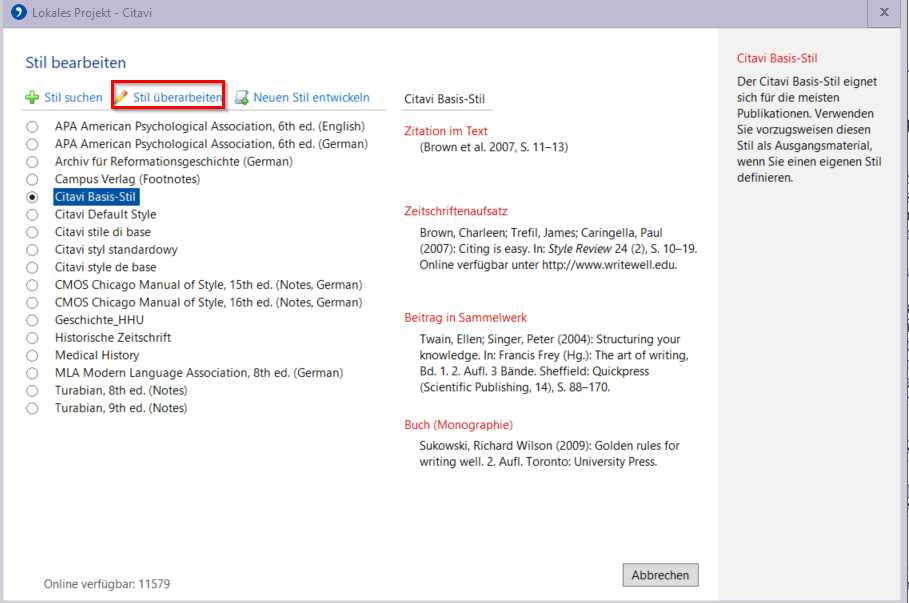 Lokales Projekt - Citavi
Stil bearbeiten
Stil suchen
Stil überarbeiten
Neuen Stil entwickeln
APA American Psychological Association, 6th ed. (English)
APA American Psychological Association, 6th ed. (German)
Archiv für Reformationsgeschichte (German)
Campus Verlag (Footnotes)
Citavi Basis-Stil
Citavi Default Style
Citavi stile di base
Citavi styl standardowy
Citavi style de base
CMOS Chicago Manual of Style, 15th ed. (Notes, German)
CMOS Chicago Manual of Style, 16th ed. (Notes, German)
Geschichte_HHU
Historische Zeitschrift
Medical History
MLA Modern Language Association, 8th ed. (German)
Turabian, 8th ed. (Notes)
Turabian, 9th ed. (Notes)
Online verfügbar: 11579
Citavi Basis-Stil
Zitation im Text
(Brown et al. 2007, S. 11–13)
Zeitschriftenaufsatz
Brown, Charleen; Trefil, James; Caringella, Paul
(2007): Citing is easy. In: Style Review 24 (2), S. 10–19.
Online verfügbar unter http://www.writewell.edu.
Beitrag in Sammelwerk
Twain, Ellen; Singer, Peter (2004): Structuring your
knowledge. In: Francis Frey (Hg.): The art of writing,
Bd. 1. 2. Aufl. 3 Bände. Sheffield: Quickpress
(Scientific Publishing, 14), S. 88–170.
Buch (Monographie)
Sukowski, Richard Wilson (2009): Golden rules for
writing well. 2. Aufl. Toronto: University Press.
Abbrechen
Citavi Basis-Stil
Der Citavi Basis-Stil eignet
sich für die meisten
Publikationen. Verwenden
Sie vorzugsweisen diesen
Stil als Ausgangsmaterial,
wenn Sie einen eigenen Stil
definieren.